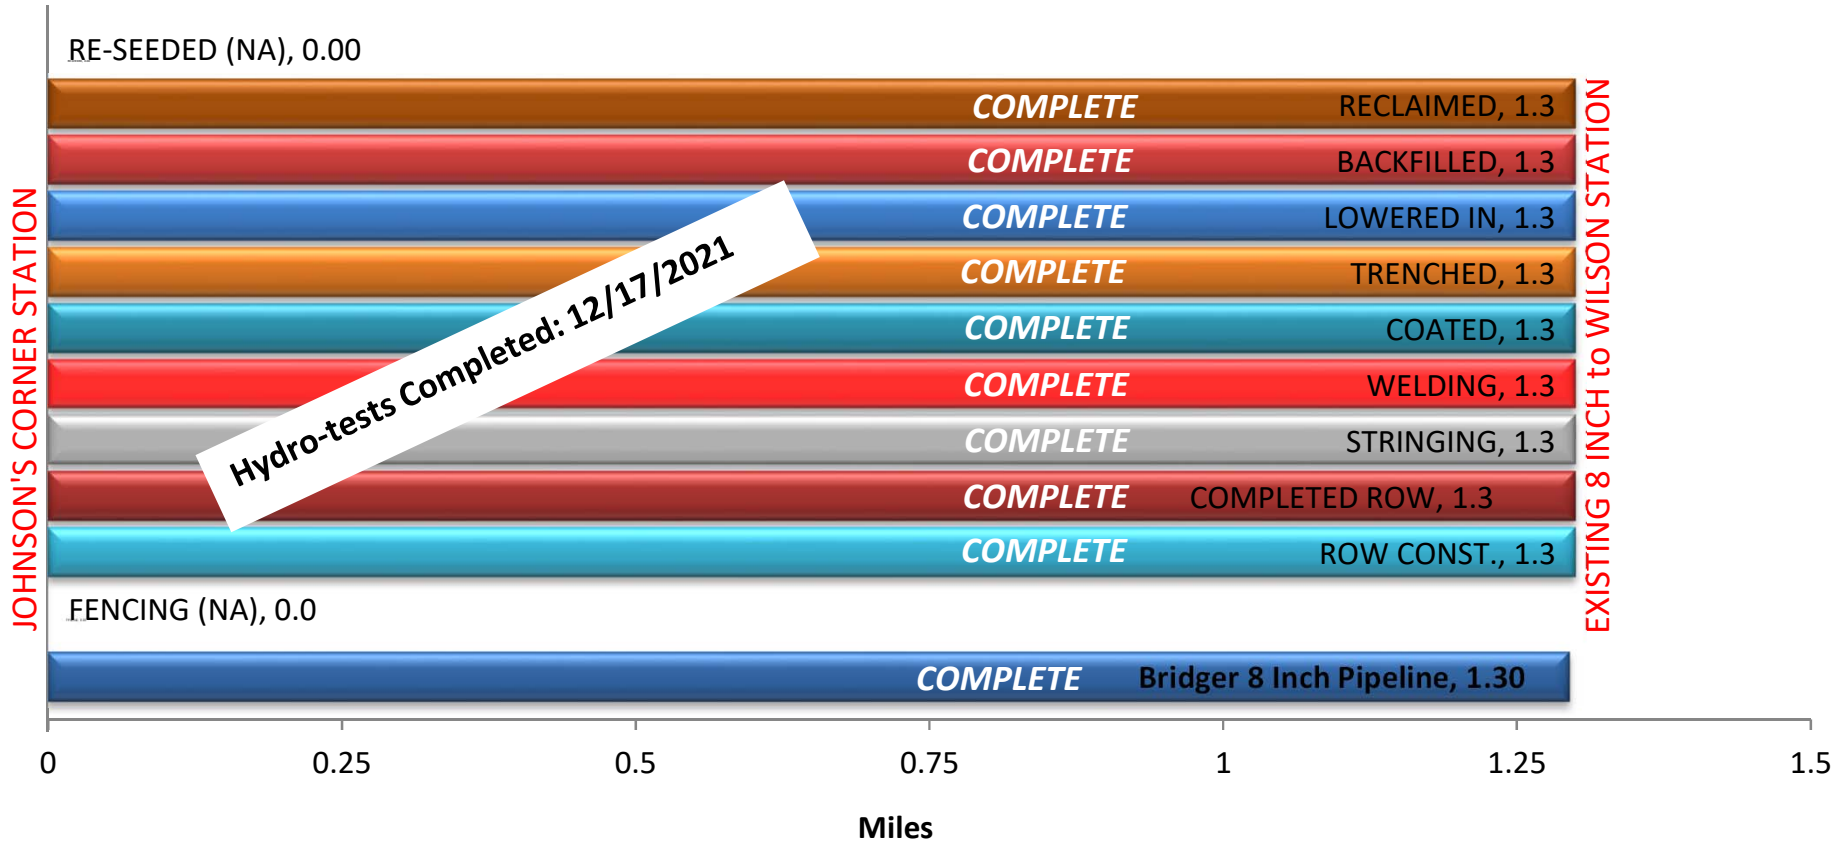 RE-SEEDED (NA), 0.00
COMPLETE RECLAIMED, 1.3
COMPLETE BACKFILLED, 1.3
COMPLETE LOWERED IN, 1.3
COMPLETE TRENCHED, 1.3
COMPLETE COATED, 1.3
COMPLETE WELDING, 1.3
COMPLETE STRINGING, 1.3
COMPLETE COMPLETED ROW, 1.3
COMPLETE ROW CONST., 1.3
FENCING (NA), 0.0
COMPLETE Bridger 8 Inch Pipeline, 1.30
Hydro-tests Completed: 12/17/2021
JOHNSON'S CORNER STATION
EXISTING 8 INCH to WILSON STATION
0 0.25 0.5 0.75 1 1.25 1.5
Miles